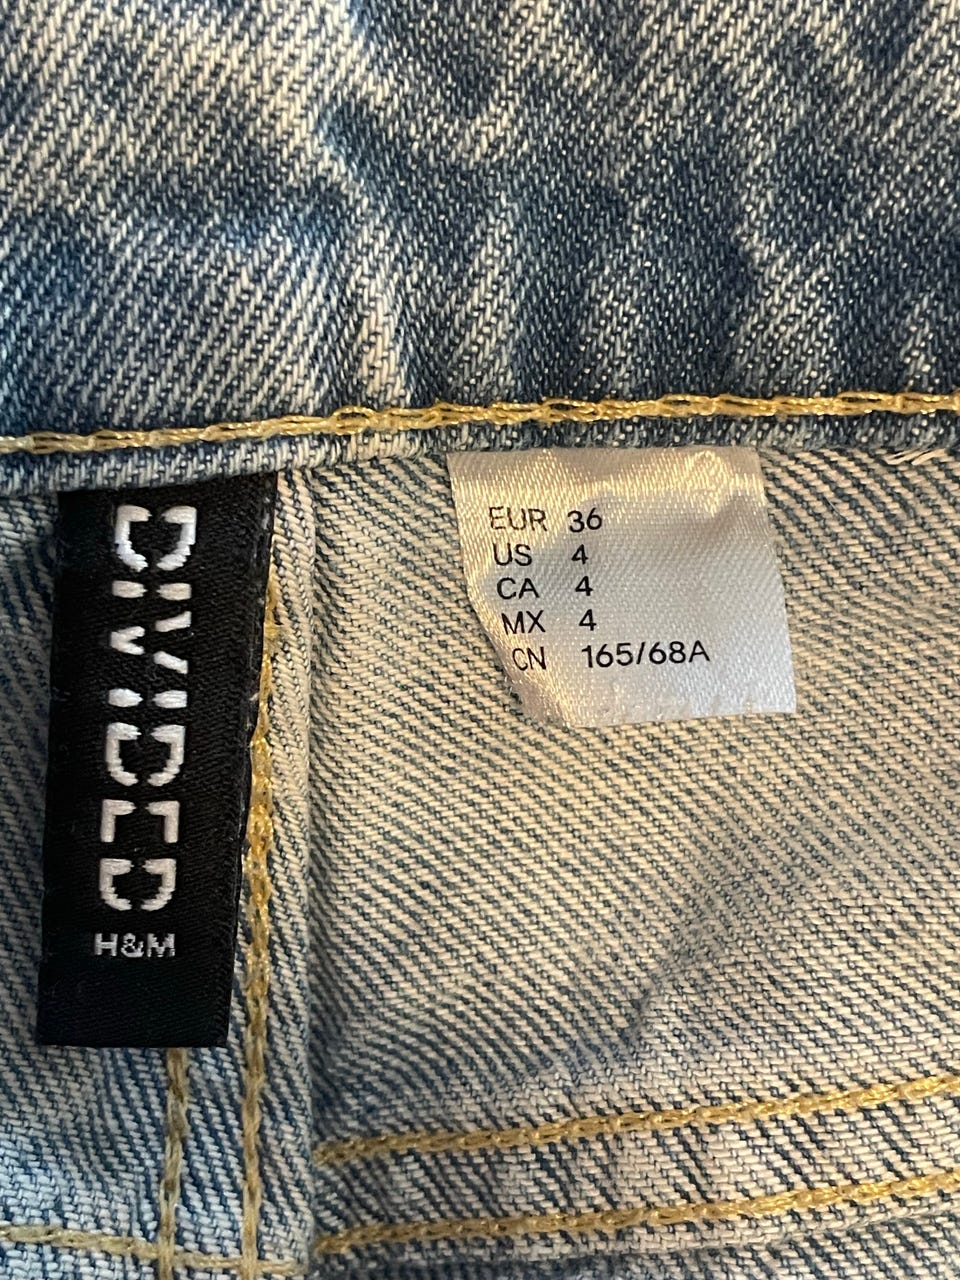 DIVIDED
H&M
EUR 36
US 4
CA 4
MX 4
CN 165/68A